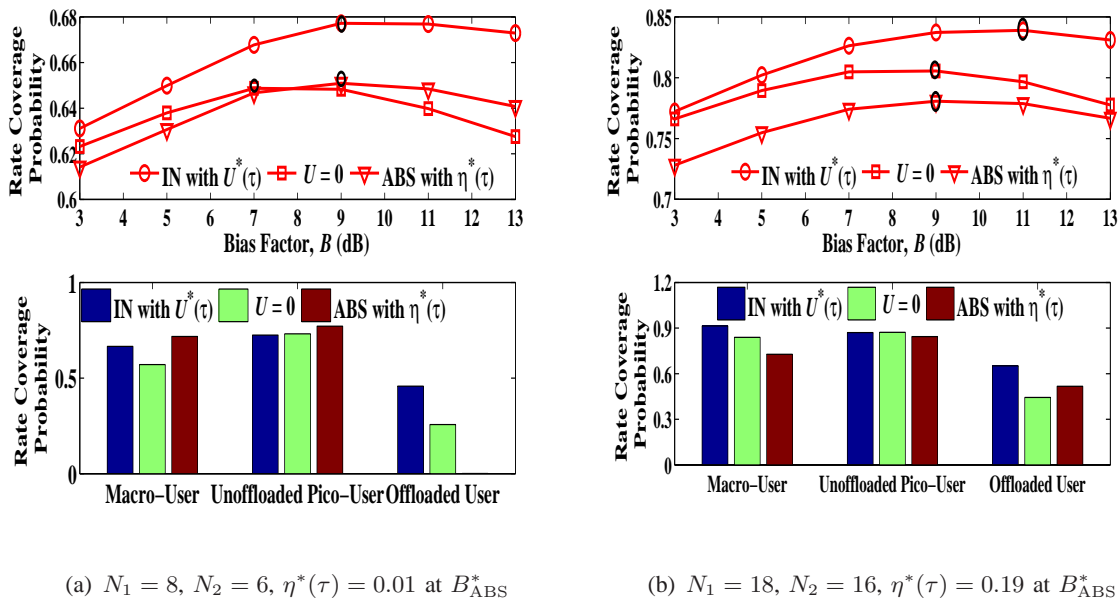 0.68
0.66
0.64
0.62
0.6
Rate Coverage
Probability
IN with U*(τ) U = 0 ABS with η*(τ)
3 4 5 6 7 8 9 10 11 12 13
Bias Factor, B (dB)
1
0.5
0
Rate Coverage
Probability
IN with U*(τ) U = 0 ABS with η*(τ)
Macro−User Unoffloaded Pico−User Offloaded User
(a) N₁ = 8, N₂ = 6, η*(τ) = 0.01 at B*ABS
0.85
0.8
0.75
0.7
Rate Coverage
Probability
IN with U*(τ) U = 0 ABS with η*(τ)
3 4 5 6 7 8 9 10 11 12 13
Bias Factor, B (dB)
1.2
0.9
0.6
0.3
0
Rate Coverage
Probability
IN with U*(τ) U = 0 ABS with η*(τ)
Macro−User Unoffloaded Pico−User Offloaded User
(b) N₁ = 18, N₂ = 16, η*(τ) = 0.19 at B*ABS